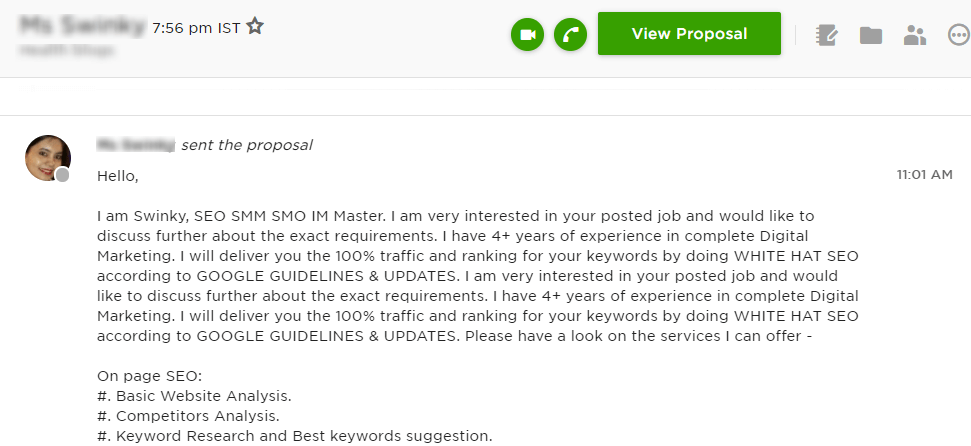 Ms Swinky 7:56 pm IST
View Proposal
Ms Swinky sent the proposal
Hello,
11:01 AM
I am Swinky, SEO SMM SMO IM Master. I am very interested in your posted job and would like to
discuss further about the exact requirements. I have 4+ years of experience in complete Digital
Marketing. I will deliver you the 100% traffic and ranking for your keywords by doing WHITE HAT SEO
according to GOOGLE GUIDELINES & UPDATES. I am very interested in your posted job and would
like to discuss further about the exact requirements. I have 4+ years of experience in complete Digital
Marketing. I will deliver you the 100% traffic and ranking for your keywords by doing WHITE HAT SEO
according to GOOGLE GUIDELINES & UPDATES. Please have a look on the services I can offer -
On page SEO:
#. Basic Website Analysis.
#. Competitors Analysis.
#. Keyword Research and Best keywords suggestion.